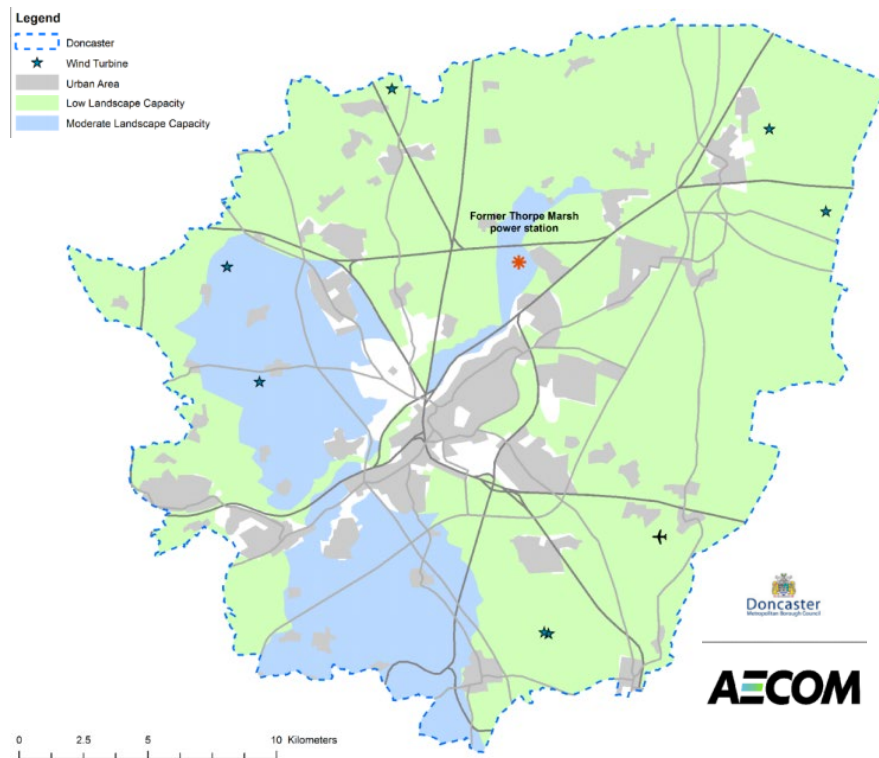 Legend
Doncaster
Wind Turbine
Urban Area
Low Landscape Capacity
Moderate Landscape Capacity
Former Thorpe Marsh
power station
Doncaster
Metropolitan Borough Council
AECOM
0 2.5 5 10 Kilometers